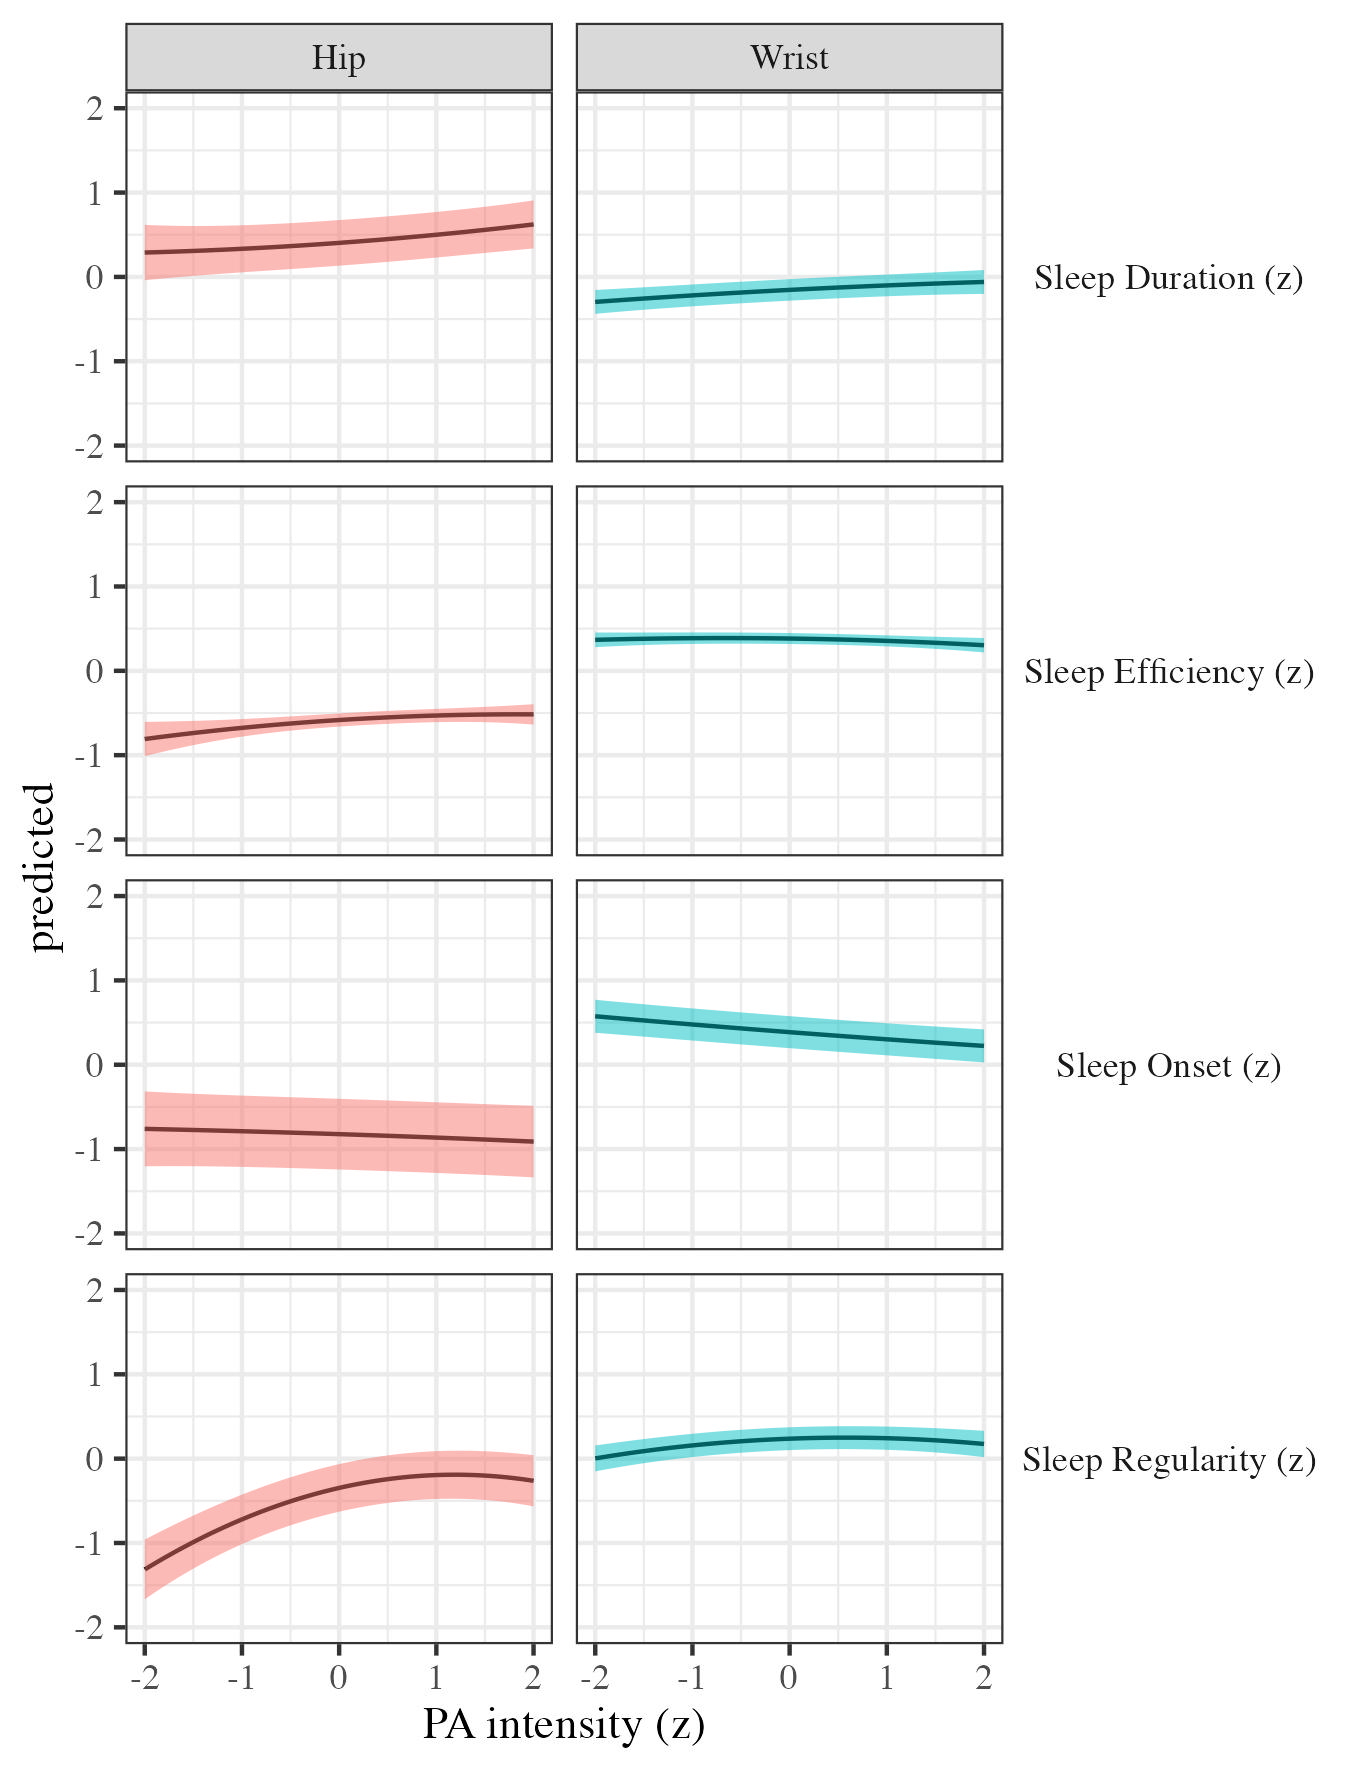 Hip
Wrist
2
1
0
-1
-2
Sleep Duration (z)
2
1
0
-1
-2
Sleep Efficiency (z)
predicted
2
1
0
-1
-2
Sleep Onset (z)
2
1
0
-1
-2
Sleep Regularity (z)
-2 -1 0 1 2
-2 -1 0 1 2
PA intensity (z)